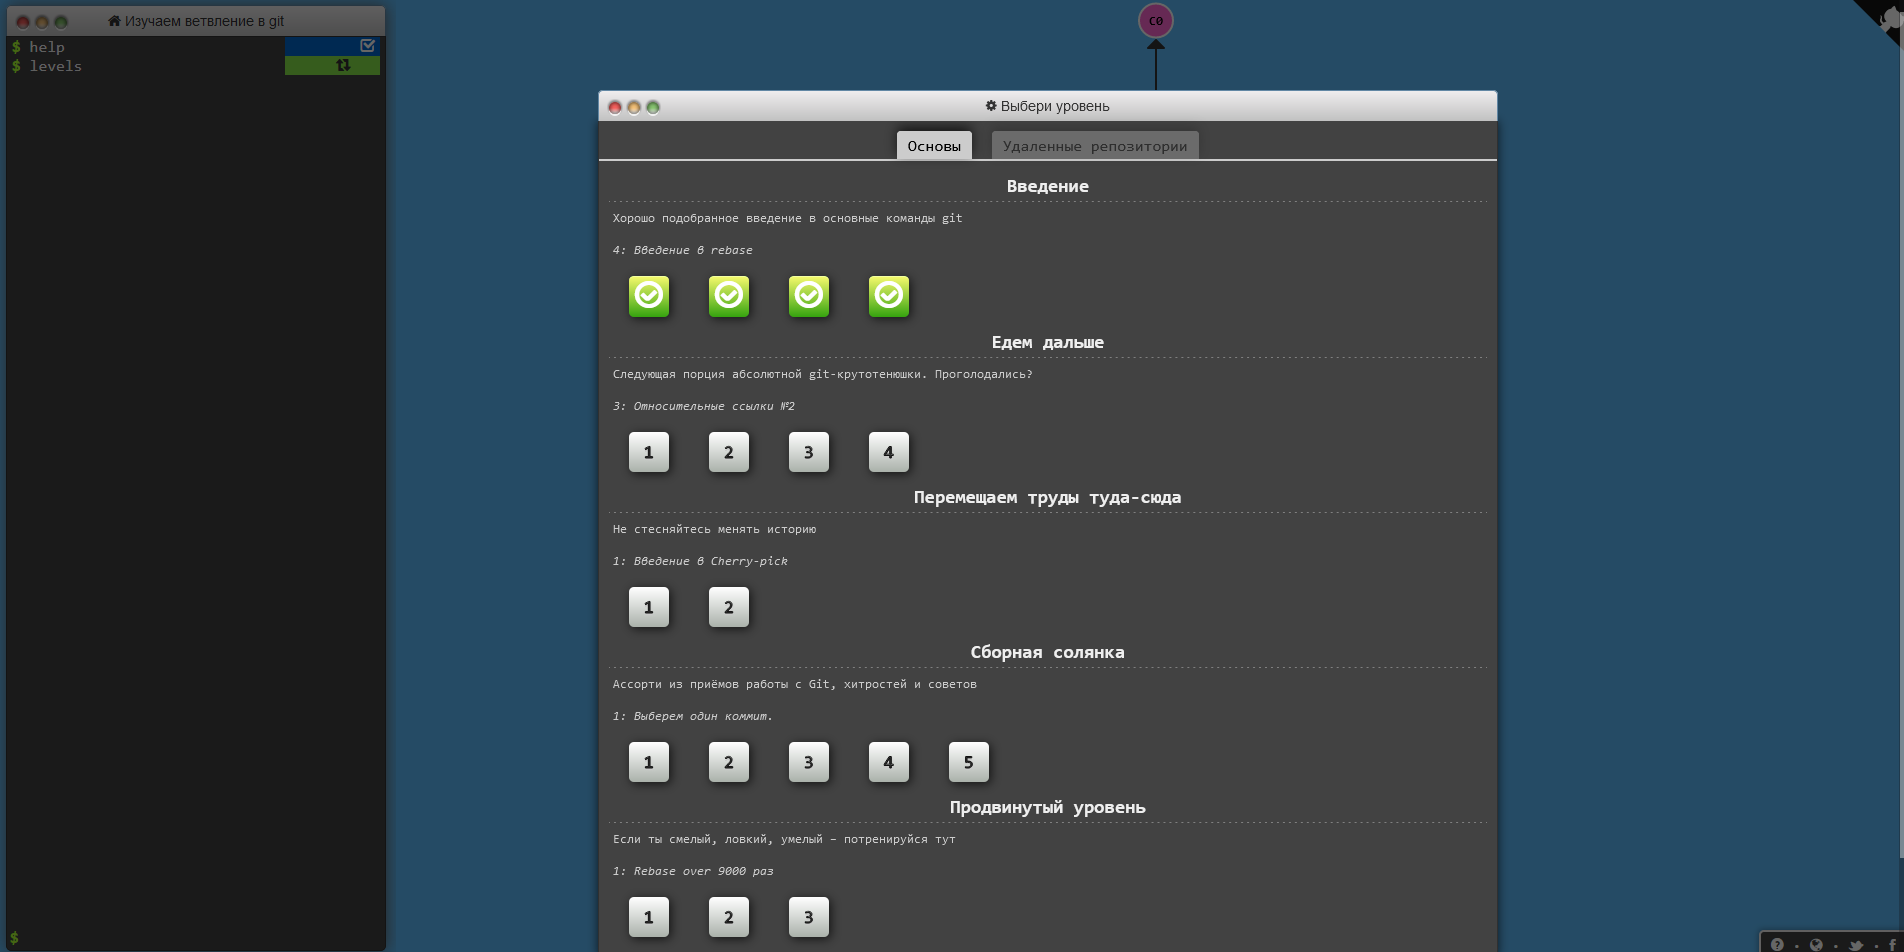 Изучаем ветвление в git
$ help
$ levels
$
C0
Выбери уровень
Основы
Удаленные репозитории
Введение
Хорошо подобранное введение в основные команды git
4: Введение в rebase
Едем дальше
Следующая порция абсолютной git-крутотенюшки. Проголодались?
3: Относительные ссылки №2
1 2 3 4
Перемещаем труды туда-сюда
Не стесняйтесь менять историю
1: Введение в Cherry-pick
1 2
Сборная солянка
Ассорти из приёмов работы с Git, хитростей и советов
1: Выберем один коммит.
1 2 3 4 5
Продвинутый уровень
Если ты смелый, ловкий, умелый – потренируйся тут
1: Rebase over 9000 раз
1 2 3